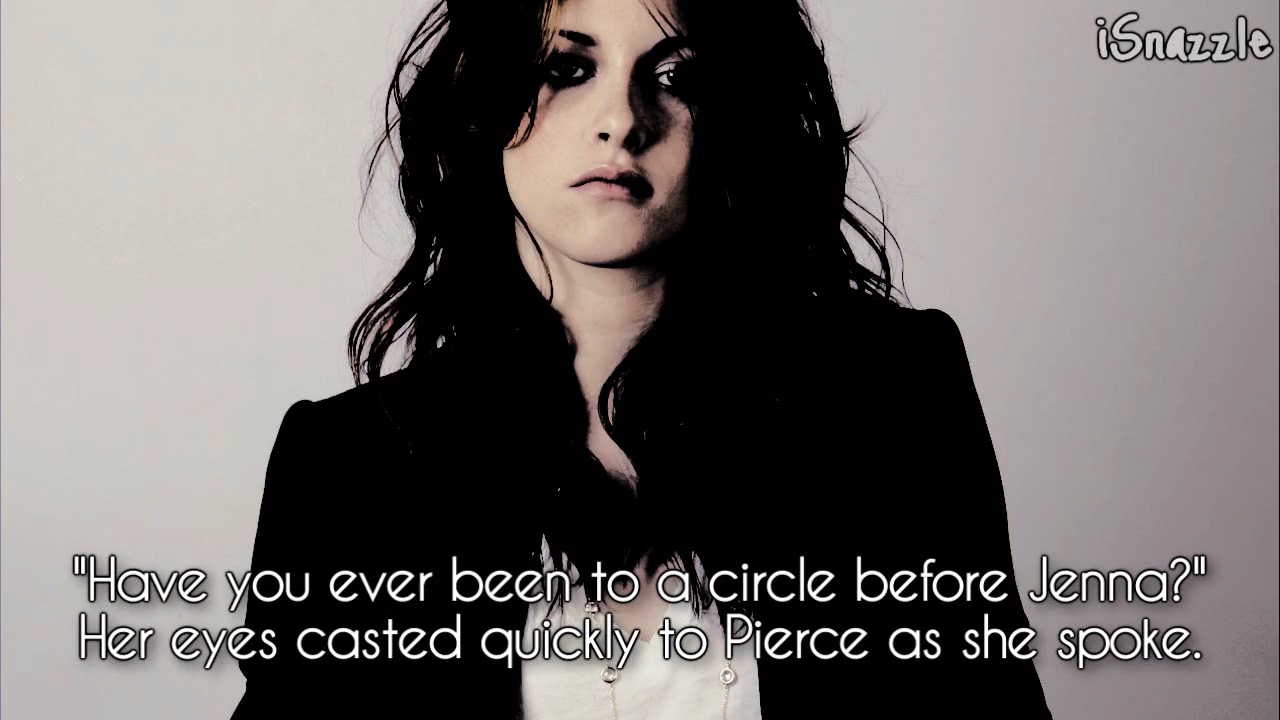 iSnazzle
"Have you ever been to a circle before Jenna?"
Her eyes casted quickly to Pierce as she spoke.